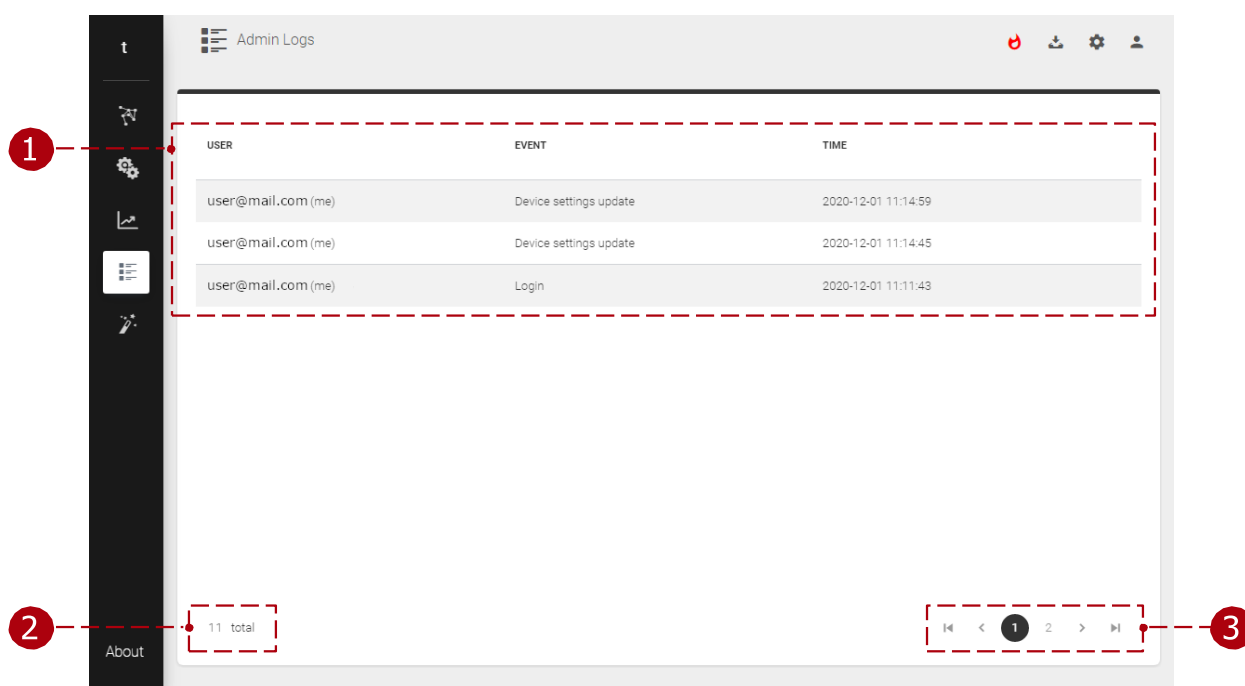 t
Admin Logs
1
USER EVENT TIME
user@mail.com (me) Device settings update 2020-12-01 11:14:59
user@mail.com (me) Device settings update 2020-12-01 11:14:45
user@mail.com (me) Login 2020-12-01 11:11:43
2
11 total
1 2
3
About